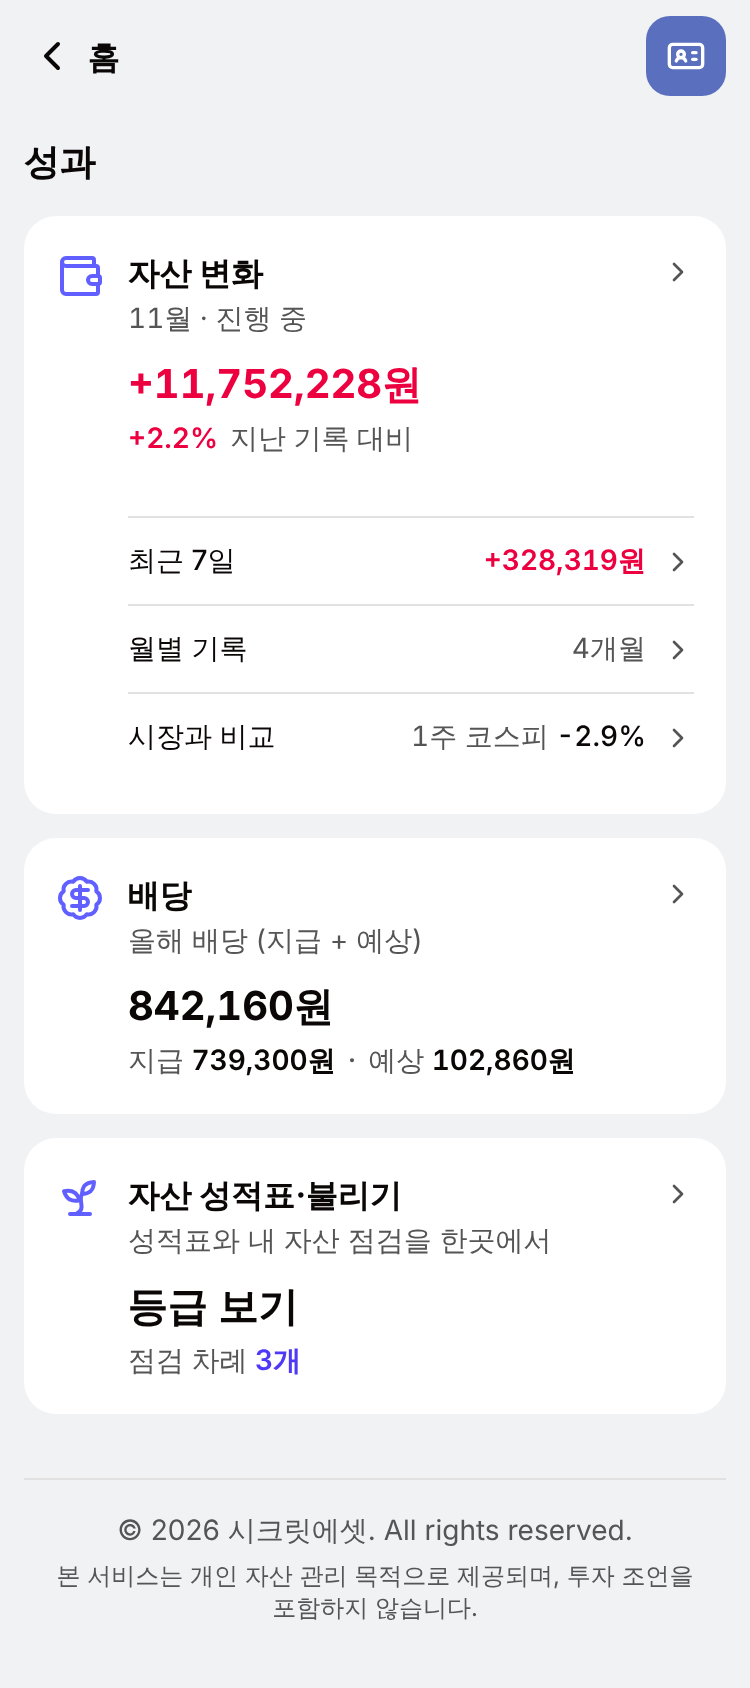 홈
성과
자산 변화
11월 · 진행 중
+11,752,228원
+2.2% 지난 기록 대비
최근 7일 +328,319원
월별 기록 4개월
시장과 비교 1주 코스피 -2.9%
배당
올해 배당 (지급 + 예상)
842,160원
지급 739,300원 · 예상 102,860원
자산 성적표·불리기
성적표와 내 자산 점검을 한곳에서
등급 보기
점검 차례 3개
© 2026 시크릿에셋. All rights reserved.
본 서비스는 개인 자산 관리 목적으로 제공되며, 투자 조언을
포함하지 않습니다.